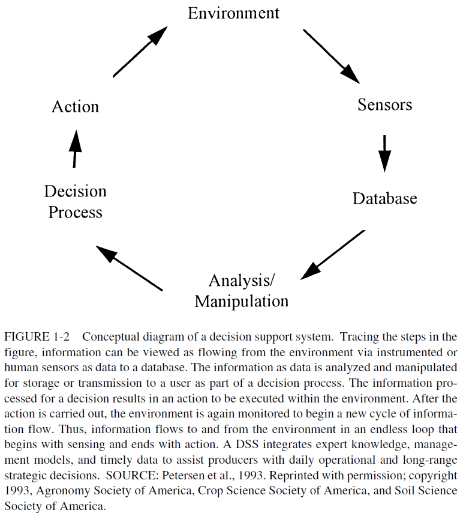 Environment
Action
Sensors
Decision
Process
Database
Analysis/
Manipulation
FIGURE 1-2 Conceptual diagram of a decision support system. Tracing the steps in the
figure, information can be viewed as flowing from the environment via instrumented or
human sensors as data to a database. The information as data is analyzed and manipulated
for storage or transmission to a user as part of a decision process. The information pro-
cessed for a decision results in an action to be executed within the environment. After the
action is carried out, the environment is again monitored to begin a new cycle of informa-
tion flow. Thus, information flows to and from the environment in an endless loop that
begins with sensing and ends with action. A DSS integrates expert knowledge, manage-
ment models, and timely data to assist producers with daily operational and long-range
strategic decisions. SOURCE: Petersen et al., 1993. Reprinted with permission; copyright
1993, Agronomy Society of America, Crop Science Society of America, and Soil Science
Society of America.